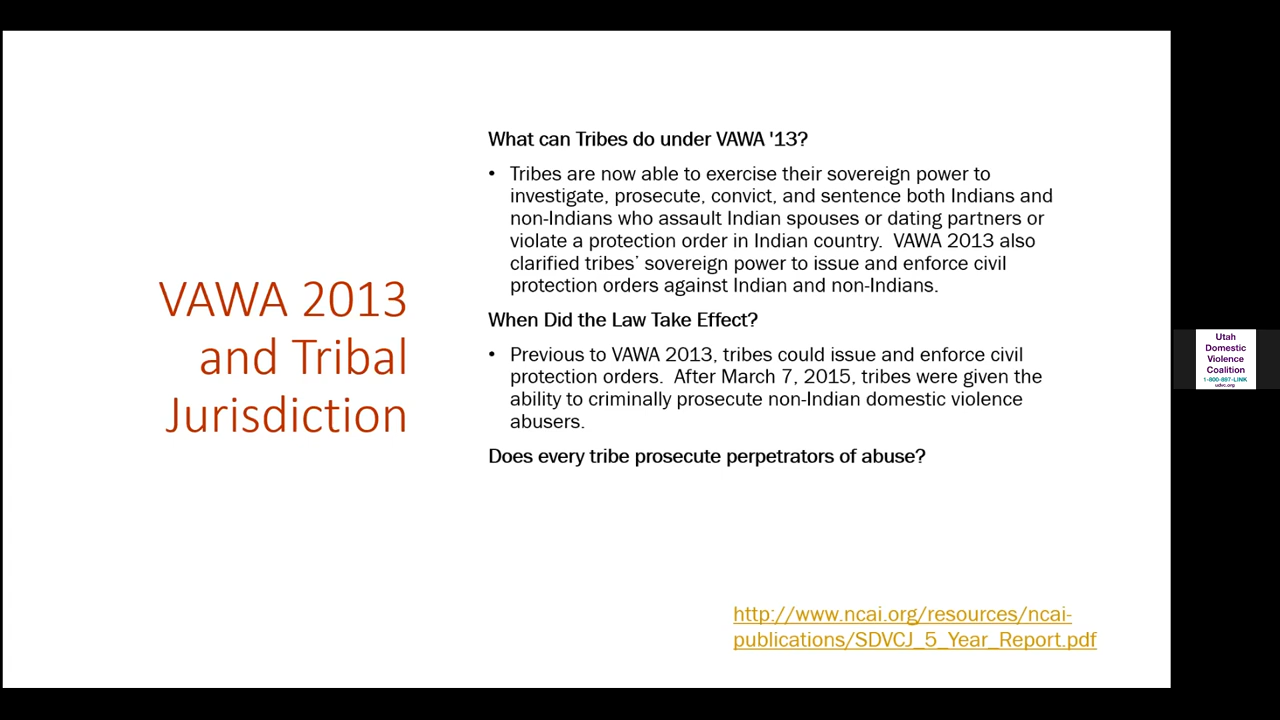 VAWA 2013
and Tribal
Jurisdiction
What can Tribes do under VAWA '13?
• Tribes are now able to exercise their sovereign power to
investigate, prosecute, convict, and sentence both Indians and
non-Indians who assault Indian spouses or dating partners or
violate a protection order in Indian country.  VAWA 2013 also
clarified tribes' sovereign power to issue and enforce civil
protection orders against Indian and non-Indians.
When Did the Law Take Effect?
• Previous to VAWA 2013, tribes could issue and enforce civil
protection orders.  After March 7, 2015, tribes were given the
ability to criminally prosecute non-Indian domestic violence
abusers.
Does every tribe prosecute perpetrators of abuse?
http://www.ncai.org/resources/ncai-
publications/SDVCJ_5_Year_Report.pdf
Utah
Domestic
Violence
Coalition
1-800-897-LINK
udvc.org